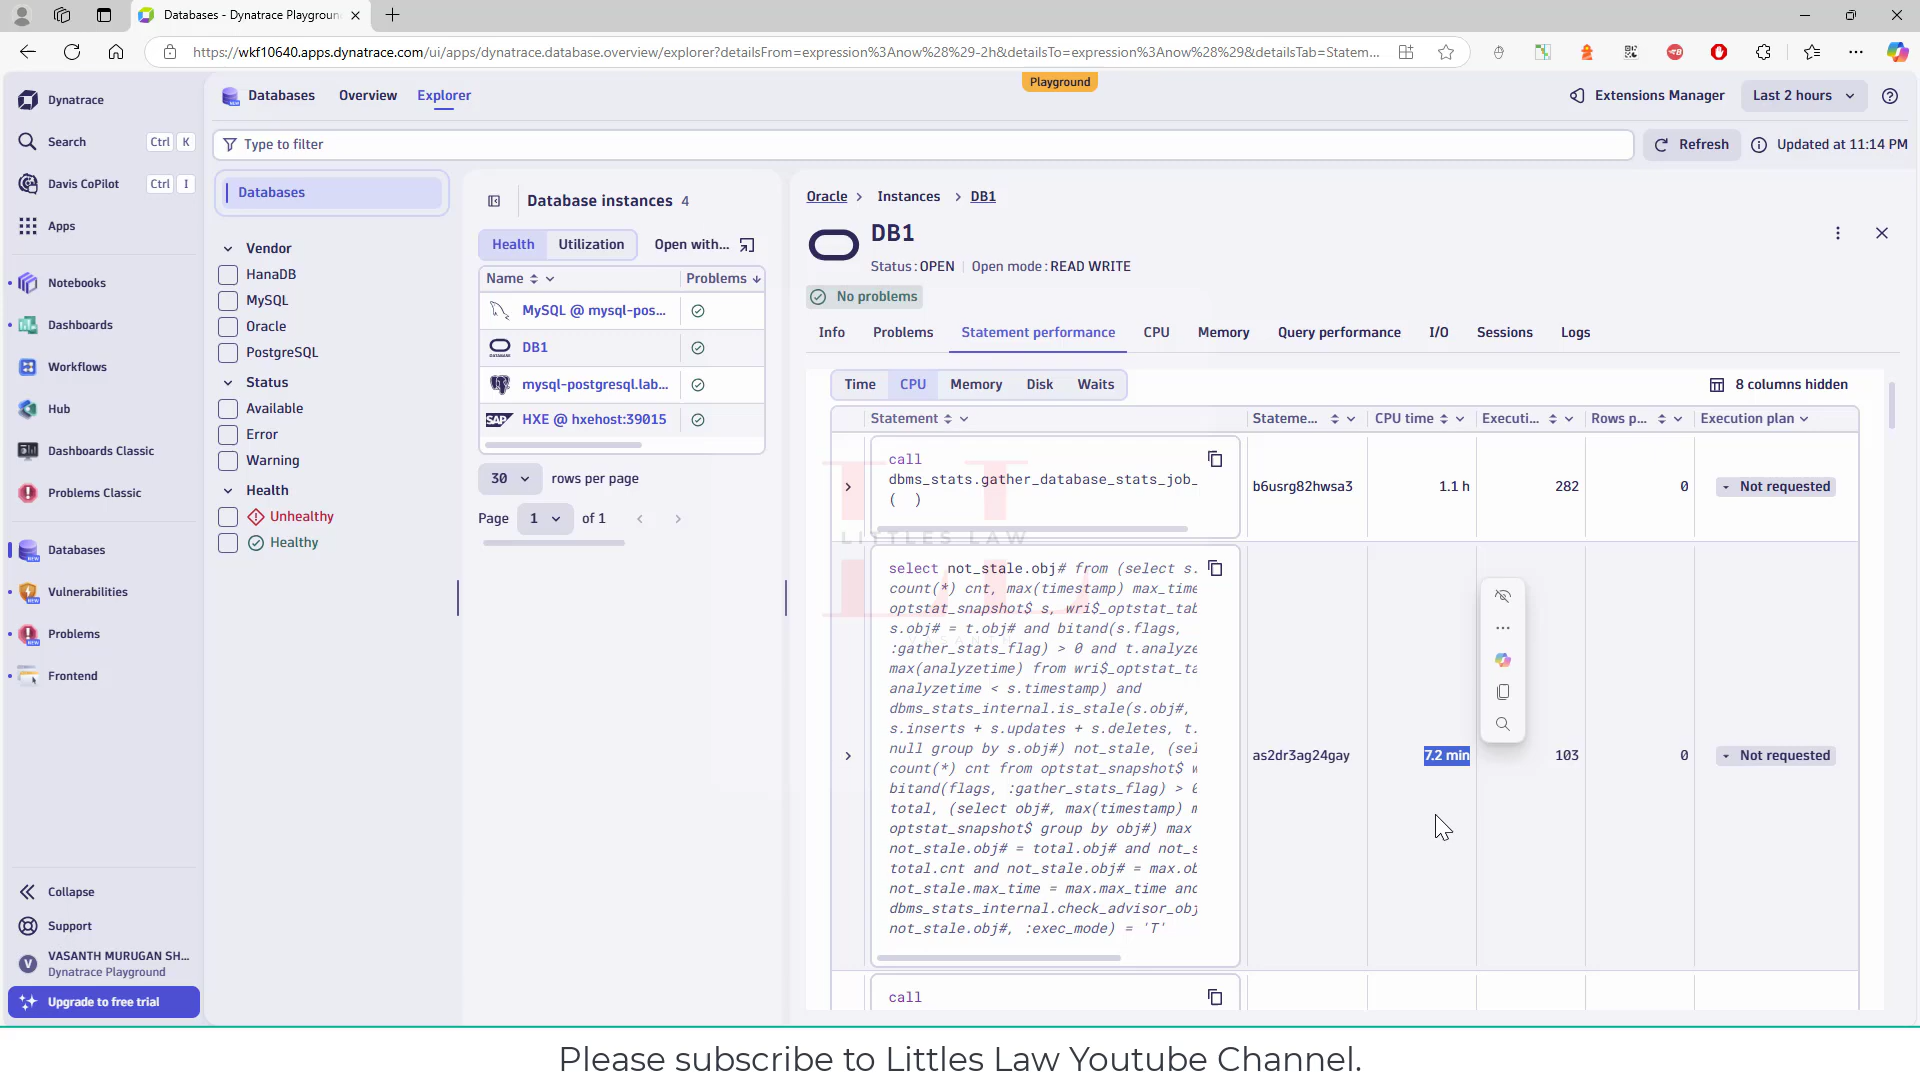 Databases - Dynatrace Playground
https://wkf10640.apps.dynatrace.com/ui/apps/dynatrace.database.overview/explorer?detailsFrom=expression%3Anow%28%29-2h&detailsTo=expression%3Anow%28%29&detailsTab=Statem...
Playground
Dynatrace
Search Ctrl K
Davis CoPilot Ctrl I
Apps
Notebooks
Dashboards
Workflows
Hub
Dashboards Classic
Problems Classic
Databases
Vulnerabilities
Problems
Frontend
Collapse
Support
V
VASANTH MURUGAN SH...
Dynatrace Playground
Upgrade to free trial
Databases Overview Explorer
Extensions Manager
Last 2 hours
Type to filter
Refresh
Updated at 11:14 PM
Databases
Vendor
HanaDB
MySQL
Oracle
PostgreSQL
Status
Available
Error
Warning
Health
Unhealthy
Healthy
Database instances 4
Health Utilization Open with...
Name Problems
MySQL @ mysql-pos...
DB1
mysql-postgresql.lab...
SAP HXE @ hxehost:39015
30 rows per page
Page 1 of 1
Oracle > Instances > DB1
DB1
Status: OPEN | Open mode: READ WRITE
No problems
Info Problems Statement performance CPU Memory Query performance I/O Sessions Logs
Time CPU Memory Disk Waits
8 columns hidden
Statement Stateme... CPU time Executi... Rows p... Execution plan
call
dbms_stats.gather_database_stats_job_
( )
b6usrg82hwsa3 1.1 h 282 0 Not requested
LITTLES LAW
select not_stale.obj# from (select s.
count(*) cnt, max(timestamp) max_time
optstat_snapshot$ s, wri$_optstat_tab
s.obj# = t.obj# and bitand(s.flags,
:gather_stats_flag) > 0 and t.analyze
max(analyzetime) from wri$_optstat_ta
analyzetime < s.timestamp) and
dbms_stats_internal.is_stale(s.obj#,
s.inserts + s.updates + s.deletes, t.
null group by s.obj#) not_stale, (sel
count(*) cnt from optstat_snapshot$ w
bitand(flags, :gather_stats_flag) > 0
total, (select obj#, max(timestamp) m
optstat_snapshot$ group by obj#) max
not_stale.obj# = total.obj# and not_s
total.cnt and not_stale.obj# = max.ob
not_stale.max_time = max.max_time and
dbms_stats_internal.check_advisor_obj
not_stale.obj#, :exec_mode) = 'T'
as2dr3ag24gay 7.2 min 103 0 Not requested
call
Please subscribe to Littles Law Youtube Channel.